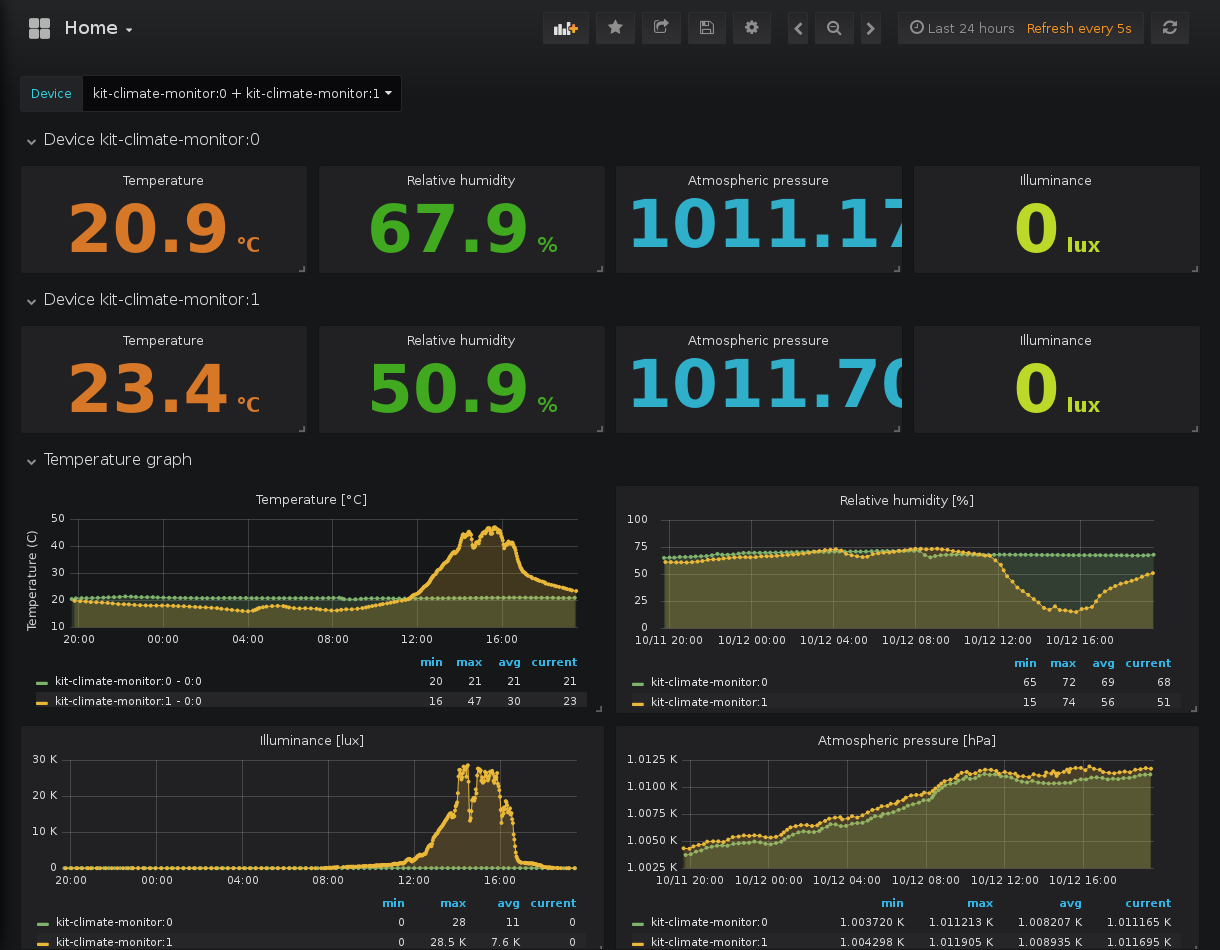 Home
Last 24 hours Refresh every 5s
Device kit-climate-monitor:0 + kit-climate-monitor:1
Device kit-climate-monitor:0
Temperature Relative humidity Atmospheric pressure Illuminance
20.9 °C 67.9 % 1011.17 0 lux
Device kit-climate-monitor:1
Temperature Relative humidity Atmospheric pressure Illuminance
23.4 °C 50.9 % 1011.70 0 lux
Temperature graph
Temperature [°C]
Temperature (C)
50
40
30
20
10
20:00 00:00 04:00 08:00 12:00 16:00
min max avg current
kit-climate-monitor:0 - 0:0 20 21 21 21
kit-climate-monitor:1 - 0:0 16 47 30 23
Relative humidity [%]
100
75
50
25
0
10/11 20:00 10/12 00:00 10/12 04:00 10/12 08:00 10/12 12:00 10/12 16:00
min max avg current
kit-climate-monitor:0 65 72 69 68
kit-climate-monitor:1 15 74 56 51
Illuminance [lux]
30 K
20 K
10 K
0
20:00 00:00 04:00 08:00 12:00 16:00
min max avg current
kit-climate-monitor:0 0 28 11 0
kit-climate-monitor:1 0 28.5 K 7.6 K 0
Atmospheric pressure [hPa]
1.0125 K
1.0100 K
1.0075 K
1.0050 K
1.0025 K
10/11 20:00 10/12 00:00 10/12 04:00 10/12 08:00 10/12 12:00 10/12 16:00
min max avg current
kit-climate-monitor:0 1.003720 K 1.011213 K 1.008207 K 1.011165 K
kit-climate-monitor:1 1.004298 K 1.011905 K 1.008935 K 1.011695 K